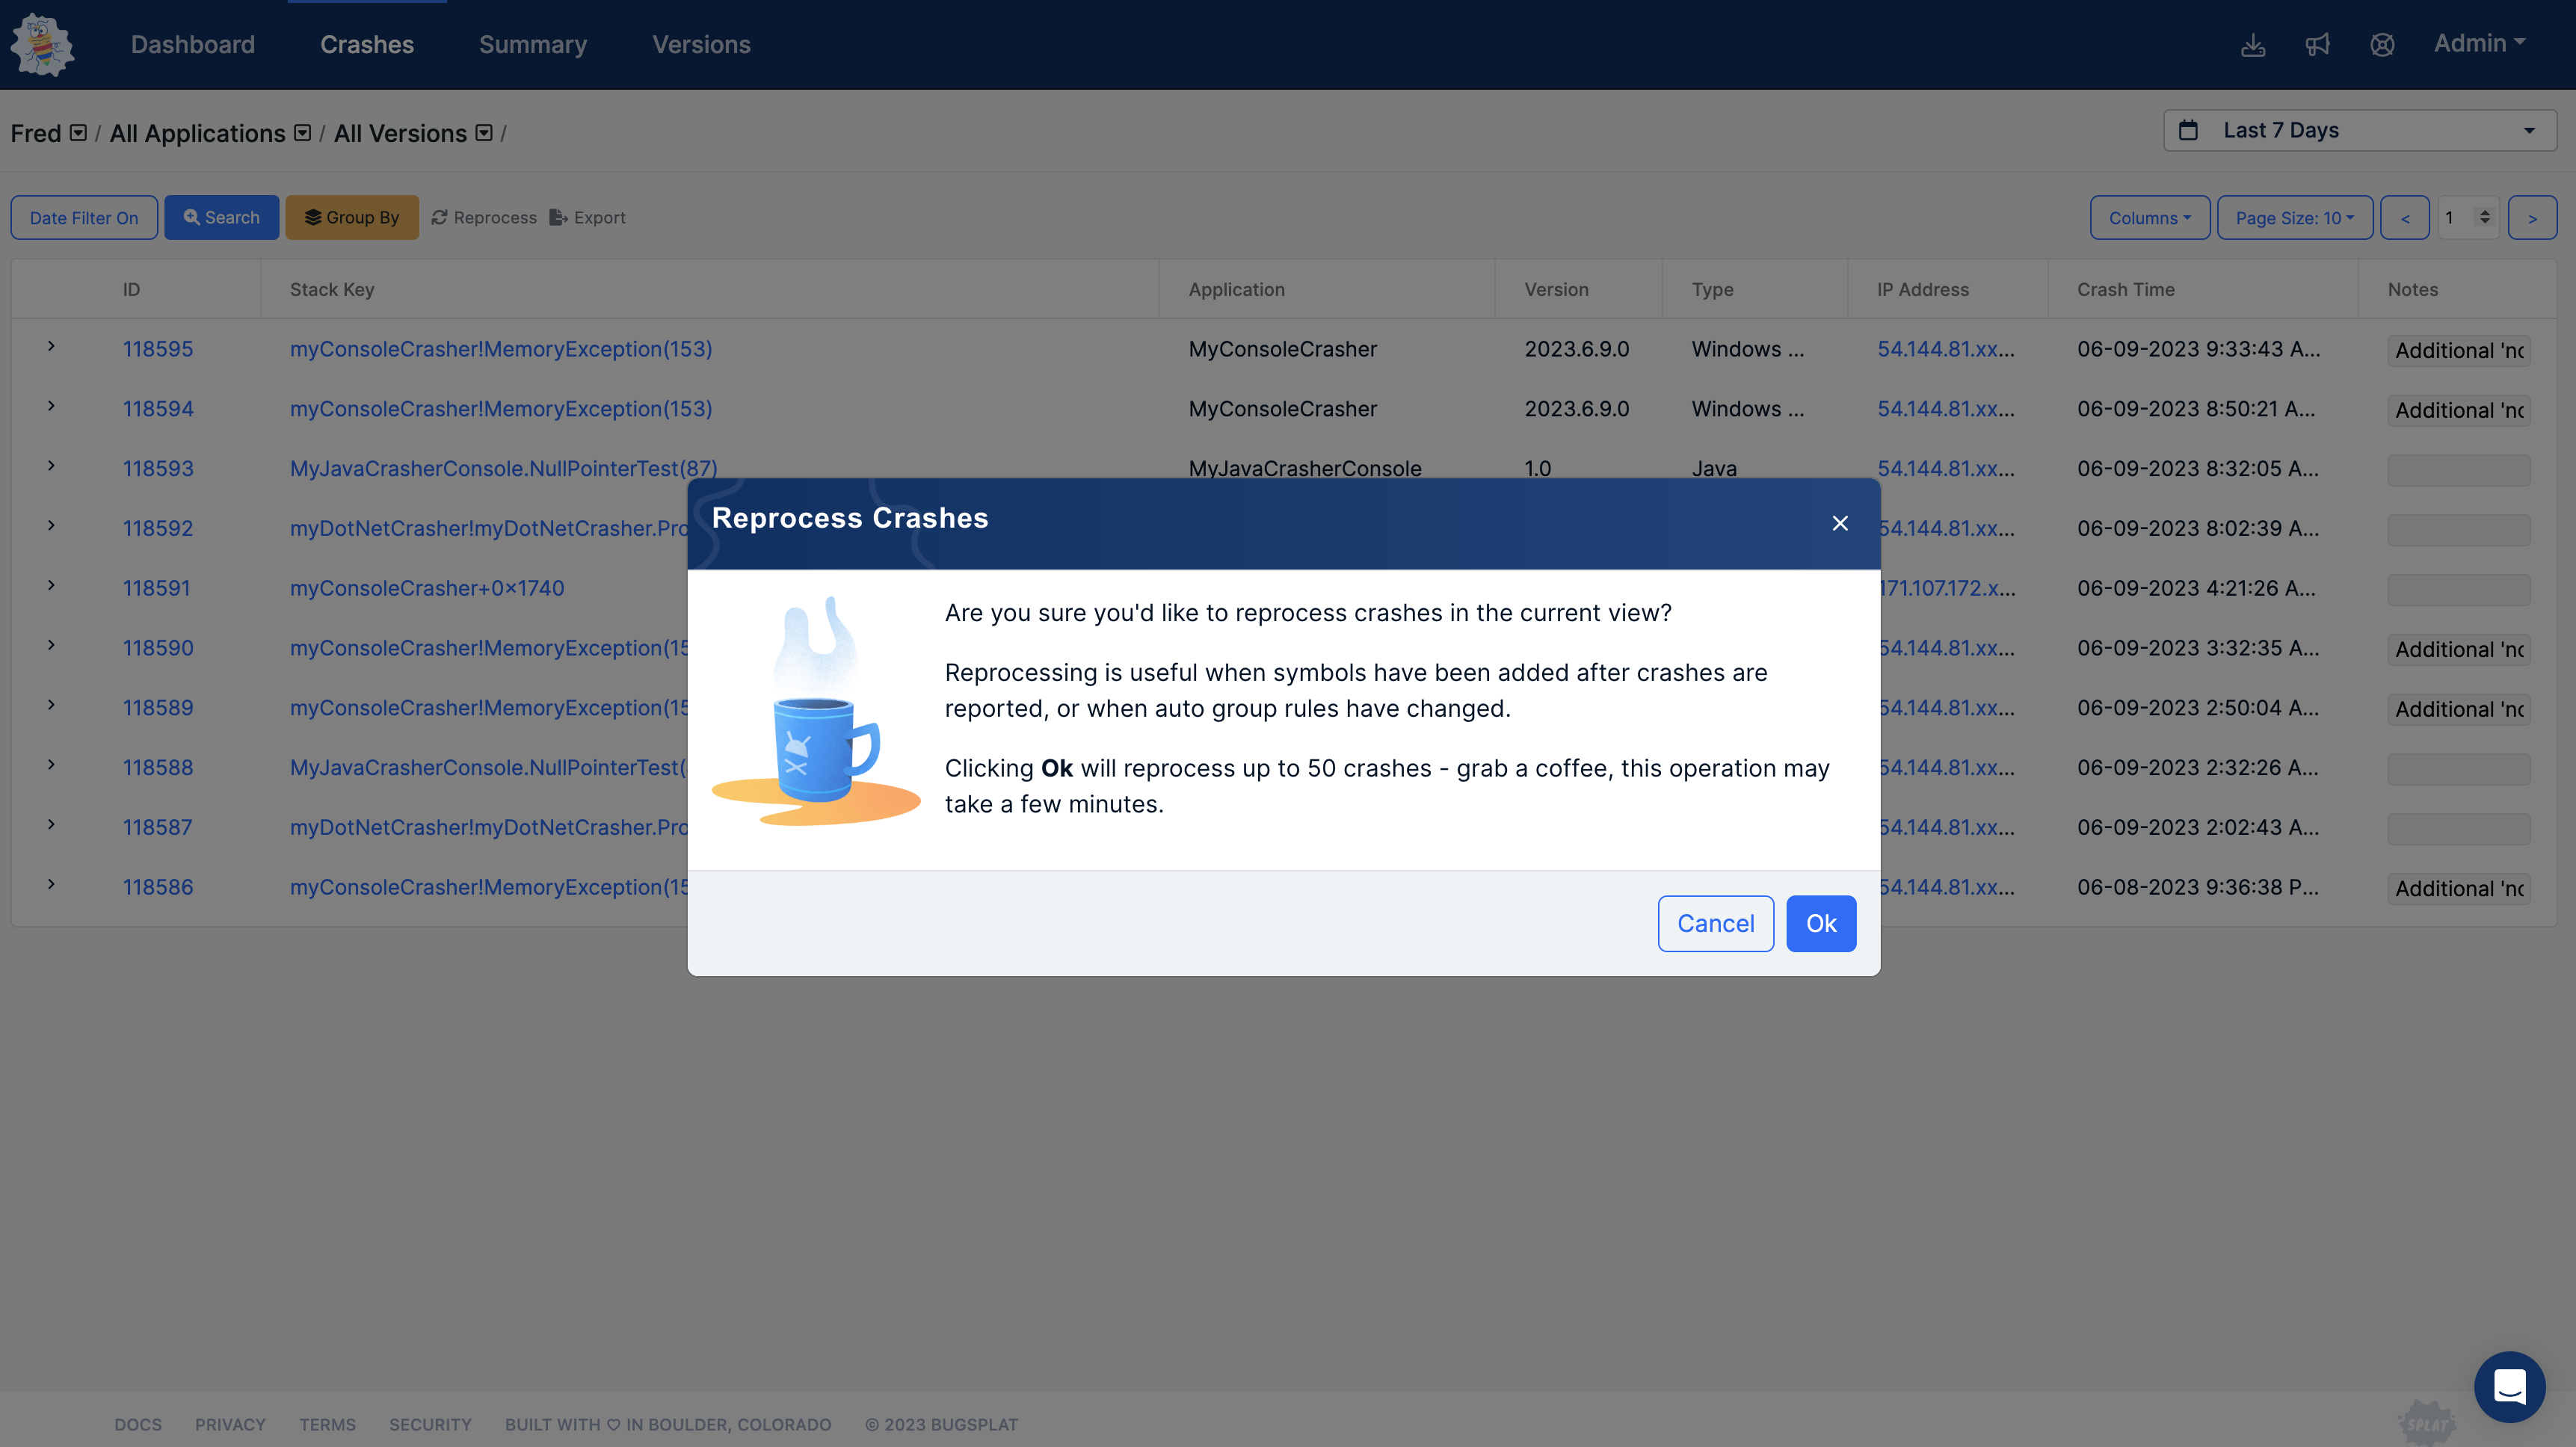 Dashboard Crashes Summary Versions Admin
Fred / All Applications / All Versions / Last 7 Days
Date Filter On Search Group By Reprocess Export Columns Page Size: 10 < 1 >
ID Stack Key Application Version Type IP Address Crash Time Notes
118595 myConsoleCrasher!MemoryException(153) MyConsoleCrasher 2023.6.9.0 Windows ... 54.144.81.xx... 06-09-2023 9:33:43 A... Additional 'nc
118594 myConsoleCrasher!MemoryException(153) MyConsoleCrasher 2023.6.9.0 Windows ... 54.144.81.xx... 06-09-2023 8:50:21 A... Additional 'nc
118593 MyJavaCrasherConsole.NullPointerTest(87) MyJavaCrasherConsole 1.0 Java 54.144.81.xx... 06-09-2023 8:32:05 A...
118592 myDotNetCrasher!myDotNetCrasher.Pro 54.144.81.xx... 06-09-2023 8:02:39 A...
118591 myConsoleCrasher+0×1740 171.107.172.x... 06-09-2023 4:21:26 A...
118590 myConsoleCrasher!MemoryException(15 54.144.81.xx... 06-09-2023 3:32:35 A... Additional 'nc
118589 myConsoleCrasher!MemoryException(15 54.144.81.xx... 06-09-2023 2:50:04 A... Additional 'nc
118588 MyJavaCrasherConsole.NullPointerTest( 54.144.81.xx... 06-09-2023 2:32:26 A...
118587 myDotNetCrasher!myDotNetCrasher.Pro 54.144.81.xx... 06-09-2023 2:02:43 A...
118586 myConsoleCrasher!MemoryException(15 54.144.81.xx... 06-08-2023 9:36:38 P... Additional 'nc
Reprocess Crashes
Are you sure you'd like to reprocess crashes in the current view?
Reprocessing is useful when symbols have been added after crashes are
reported, or when auto group rules have changed.
Clicking Ok will reprocess up to 50 crashes - grab a coffee, this operation may
take a few minutes.
Cancel Ok
DOCS PRIVACY TERMS SECURITY BUILT WITH ♡ IN BOULDER, COLORADO © 2023 BUGSPLAT
SPLAT